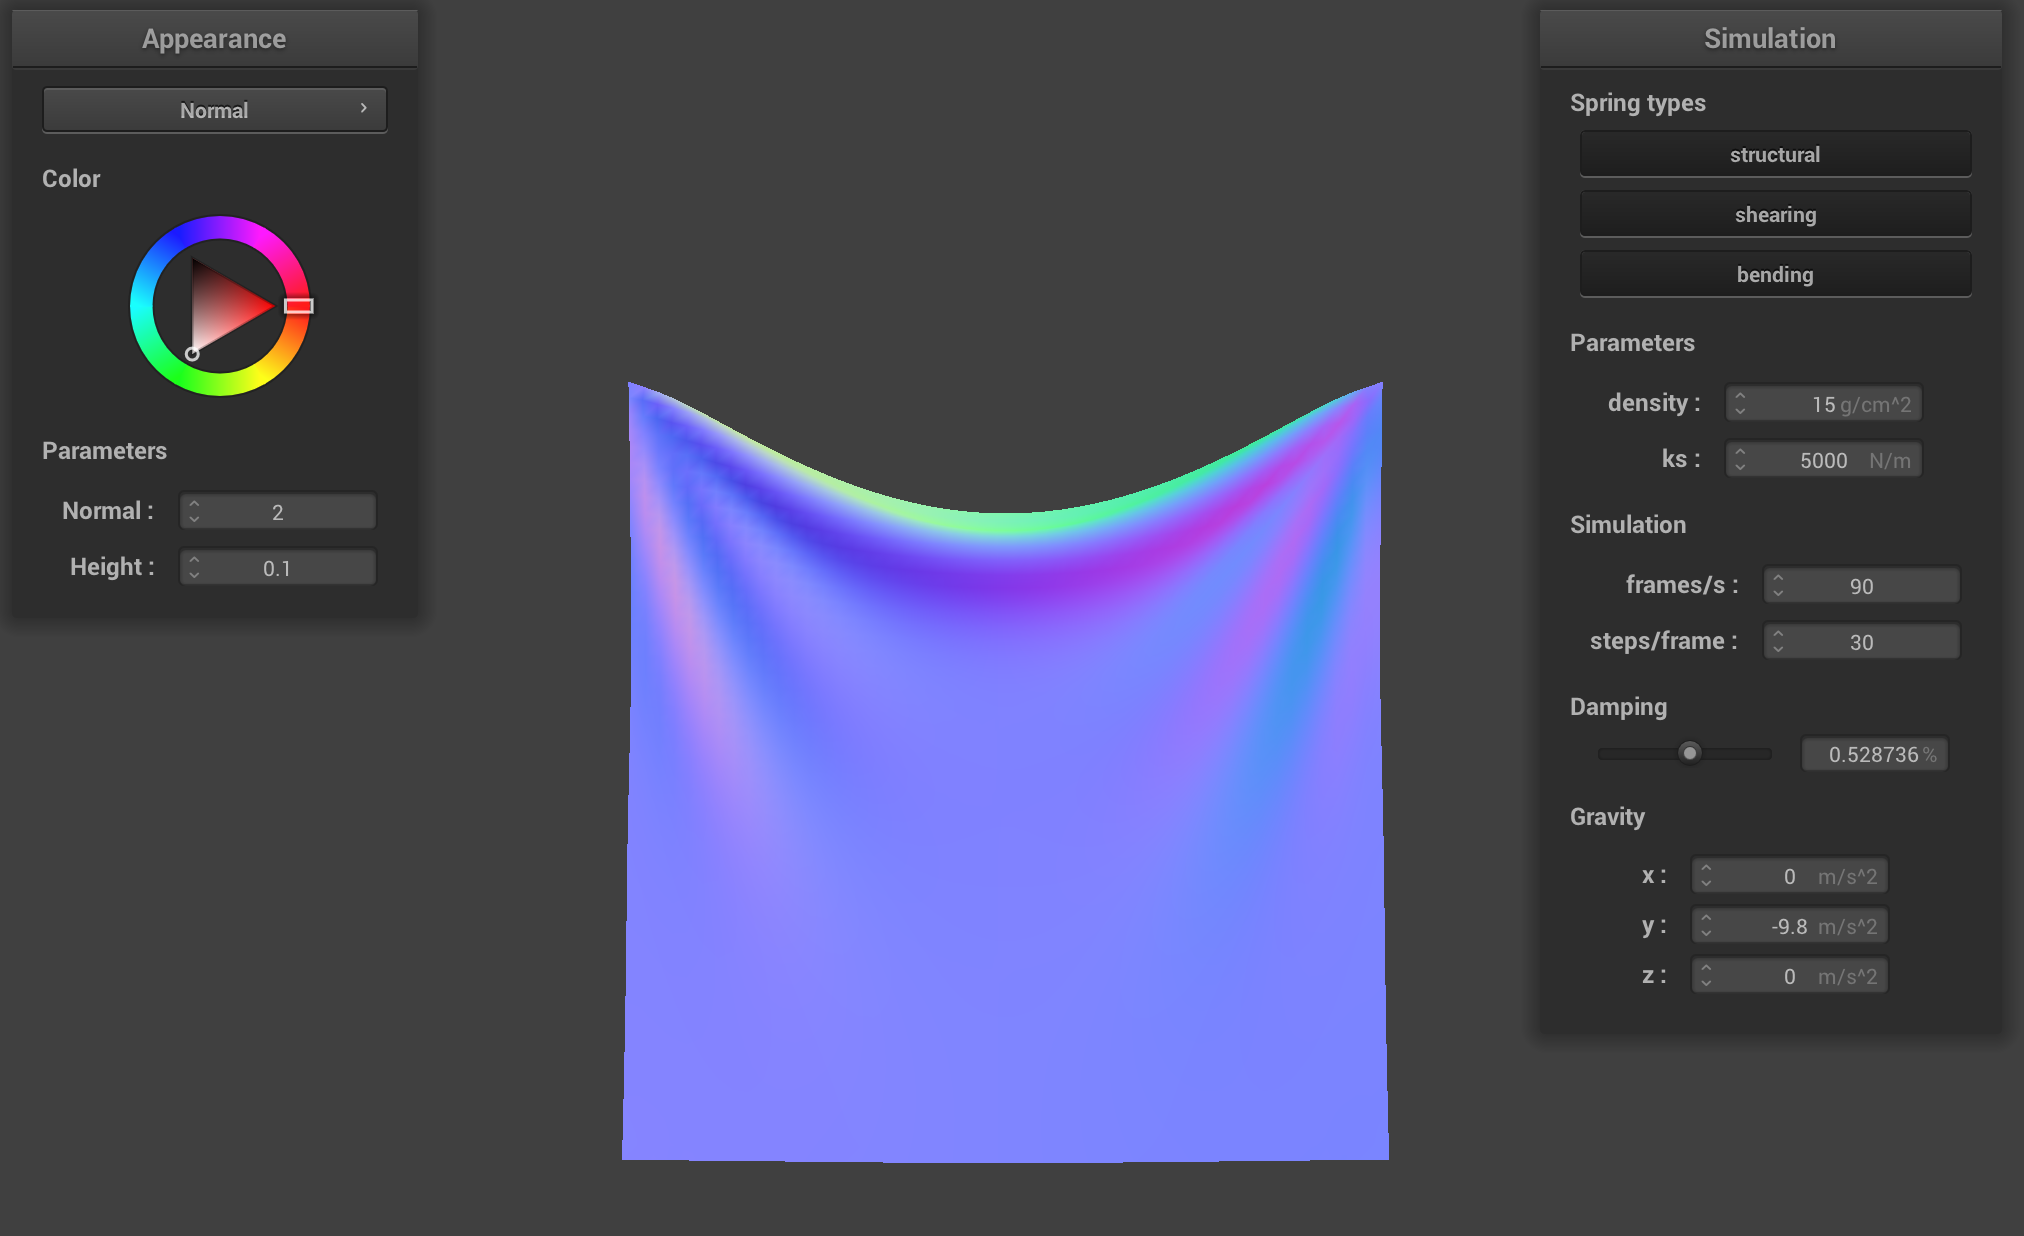 Appearance
Normal
Color
Parameters
Normal : 2
Height : 0.1
Simulation
Spring types
structural
shearing
bending
Parameters
density : 15 g/cm^2
ks : 5000 N/m
Simulation
frames/s : 90
steps/frame : 30
Damping
0.528736 %
Gravity
x : 0 m/s^2
y : -9.8 m/s^2
z : 0 m/s^2